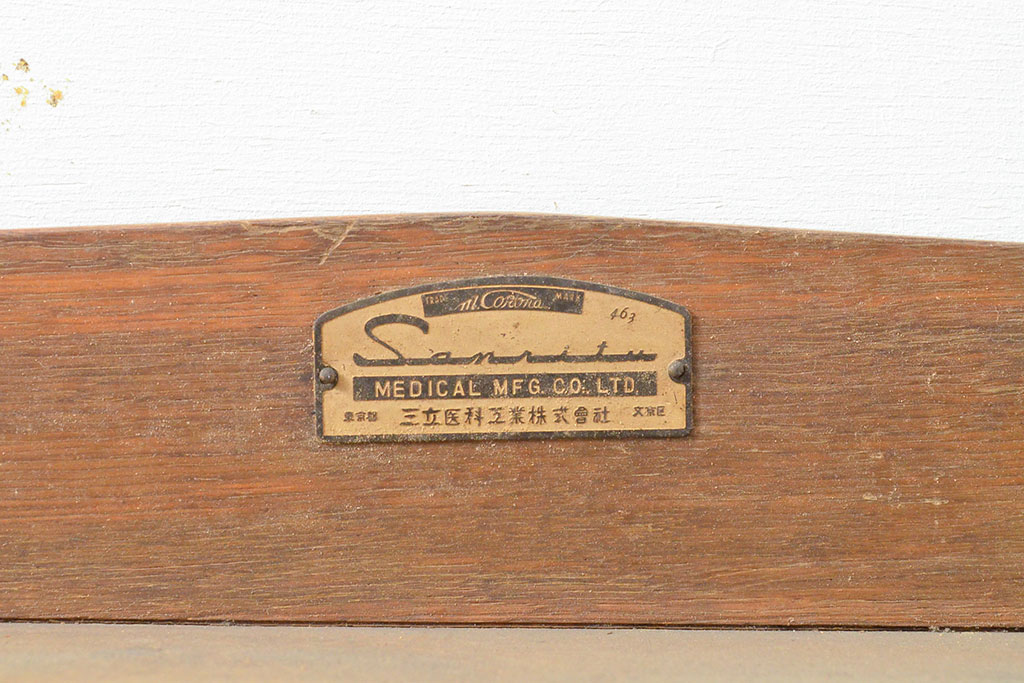 TRADE m. Corona MARK
463
Sanritu
MEDICAL MFG. CO. LTD
東京都 三立医科工業株式會社 文京区